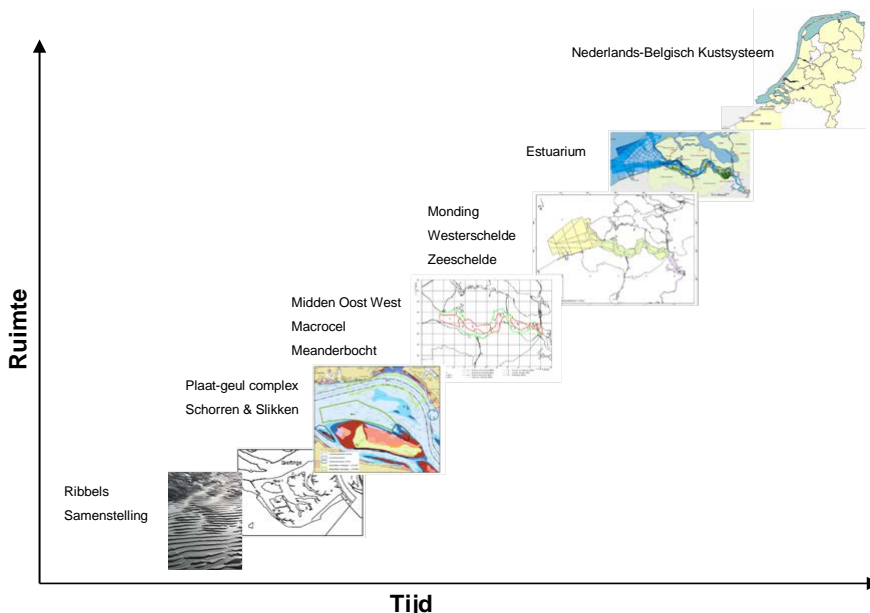 Nederlands-Belgisch Kustsysteem
Estuarium
Monding
Westerschelde
Zeeschelde
Midden Oost West
Macrocel
Meanderbocht
Plaat-geul complex
Schorren & Slikken
Ribbels
Samenstelling
Ruimte
Tijd